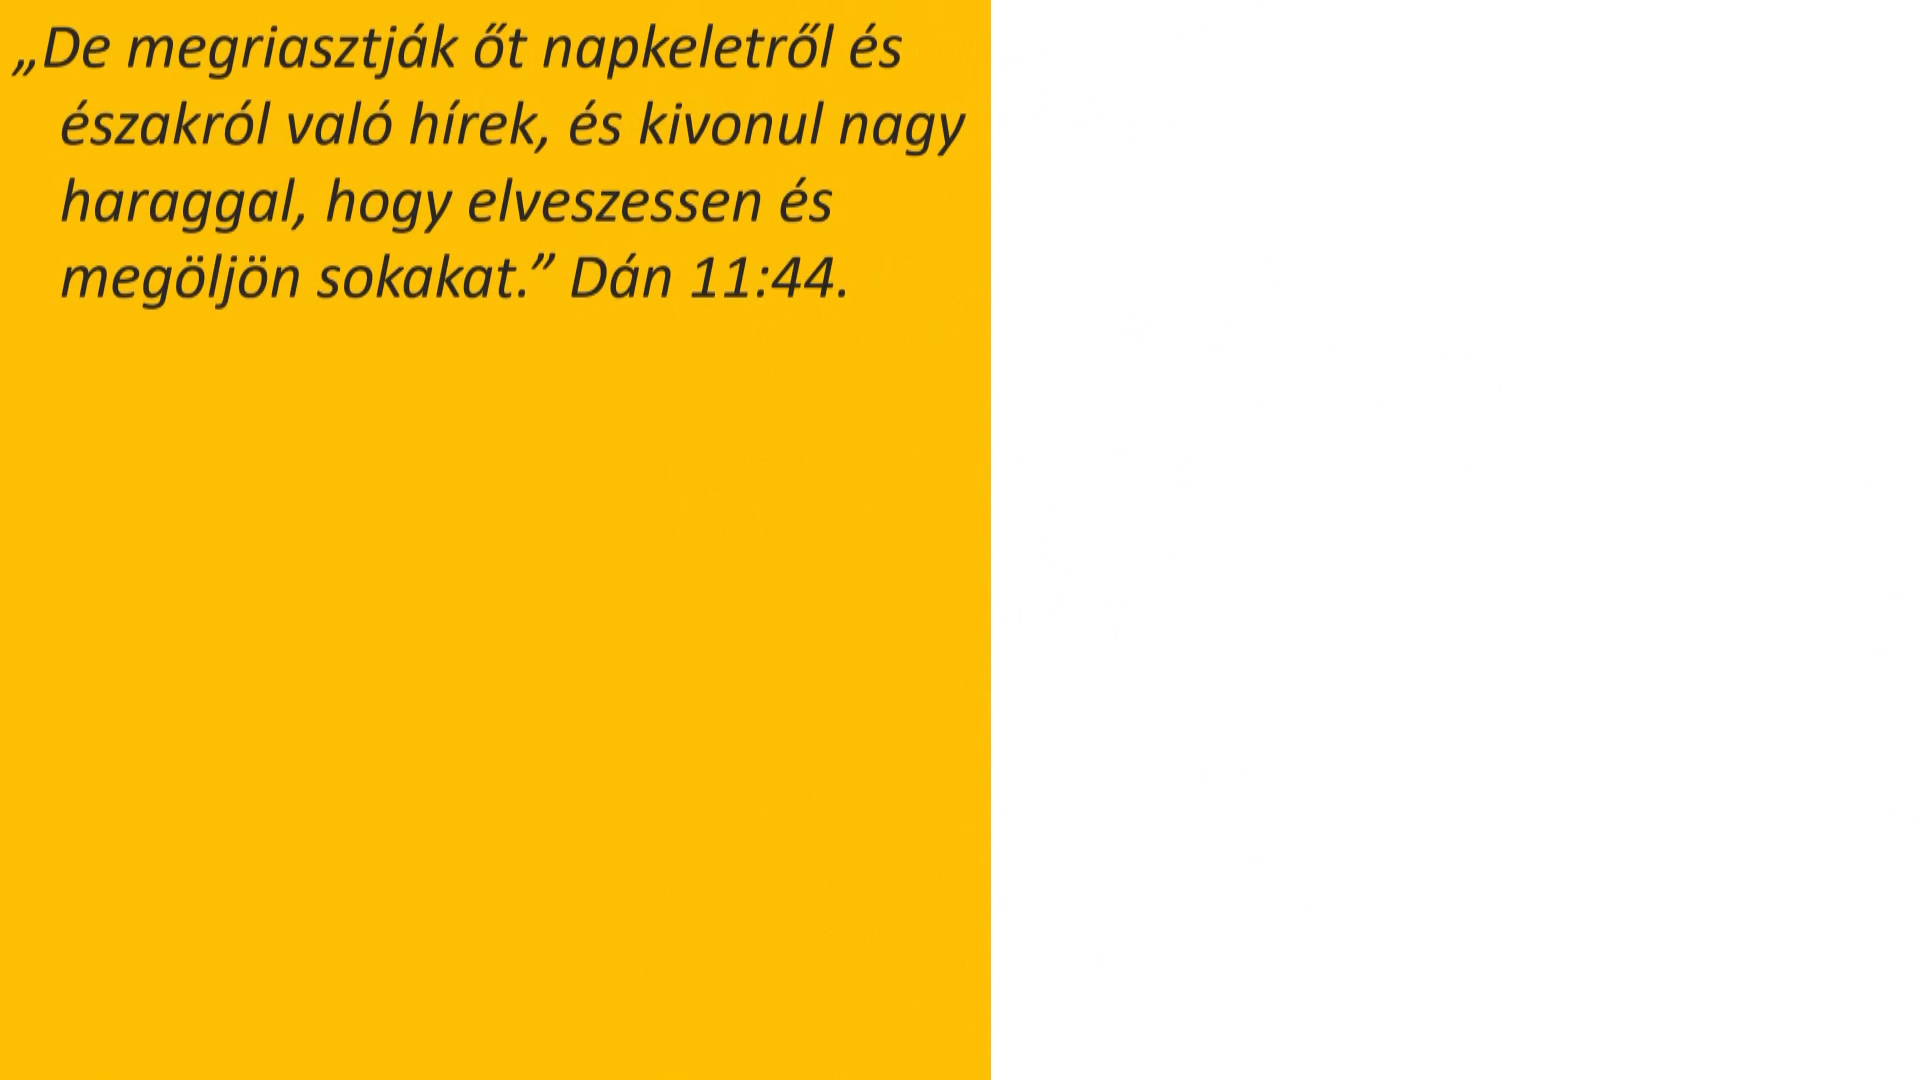 „De megriasztják őt napkeletről és
északról való hírek, és kivonul nagy
haraggal, hogy elveszessen és
megöljön sokakat.” Dán 11:44.